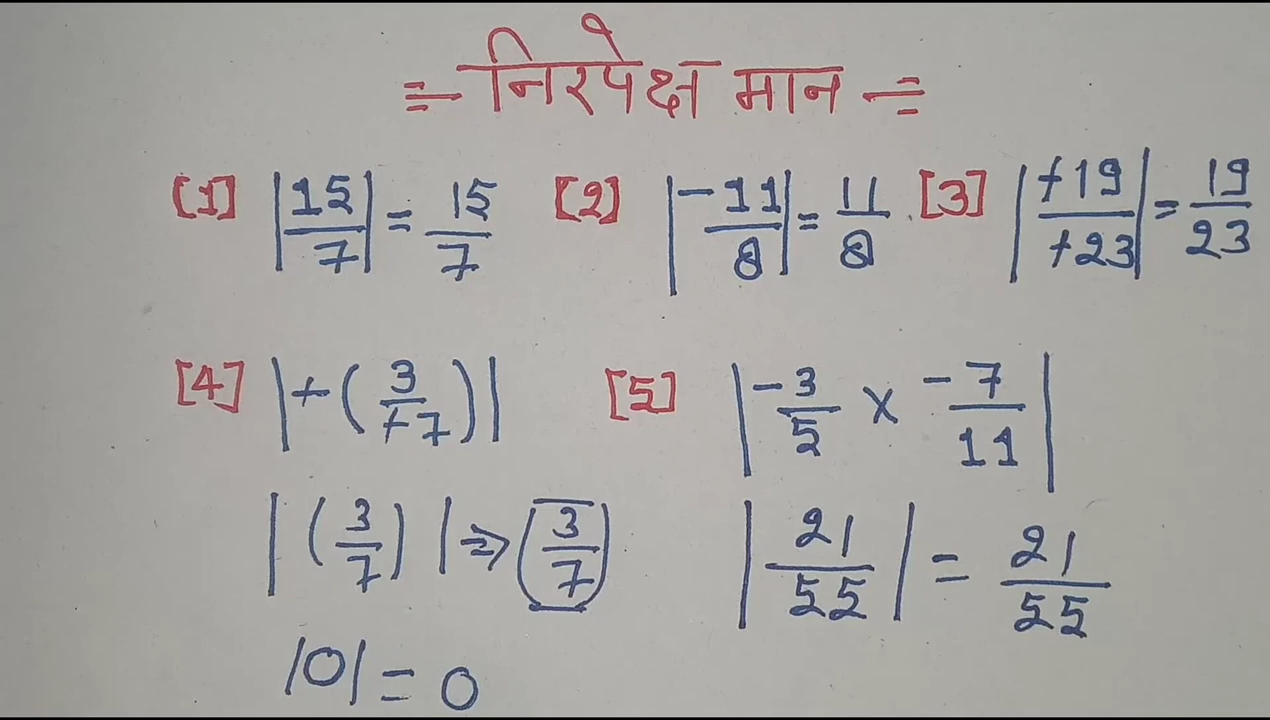 = निरपेक्ष मान =
[1] |15/7| = 15/7 [2] |-11/8| = 11/8 [3] |+19/+23| = 19/23
[4] |+(3/+7)| [5] |-3/5 × -7/11|
|(3/7)| => (3/7) |21/55| = 21/55
|0| = 0